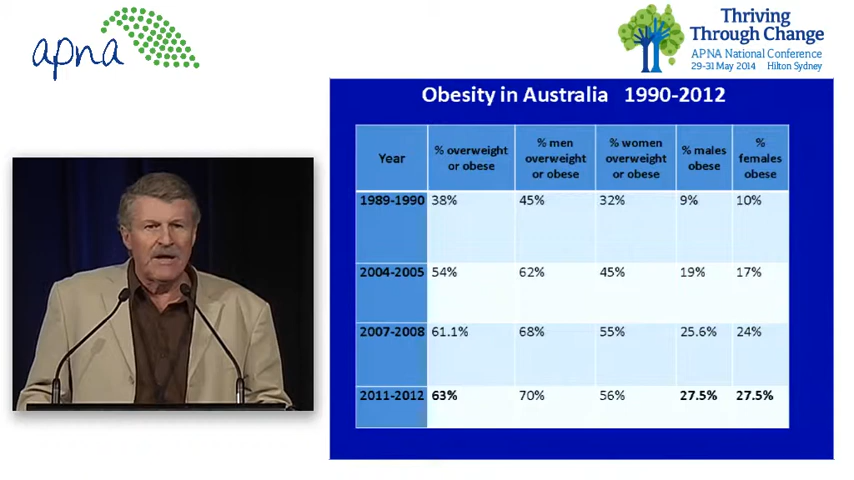 apna
Thriving
Through Change
APNA National Conference
29-31 May 2014 Hilton Sydney
Obesity in Australia 1990-2012
Year
% overweight
or obese
% men
overweight
or obese
% women
overweight
or obese
% males
obese
%
females
obese
1989-1990 38% 45% 32% 9% 10%
2004-2005 54% 62% 45% 19% 17%
2007-2008 61.1% 68% 55% 25.6% 24%
2011-2012 63% 70% 56% 27.5% 27.5%